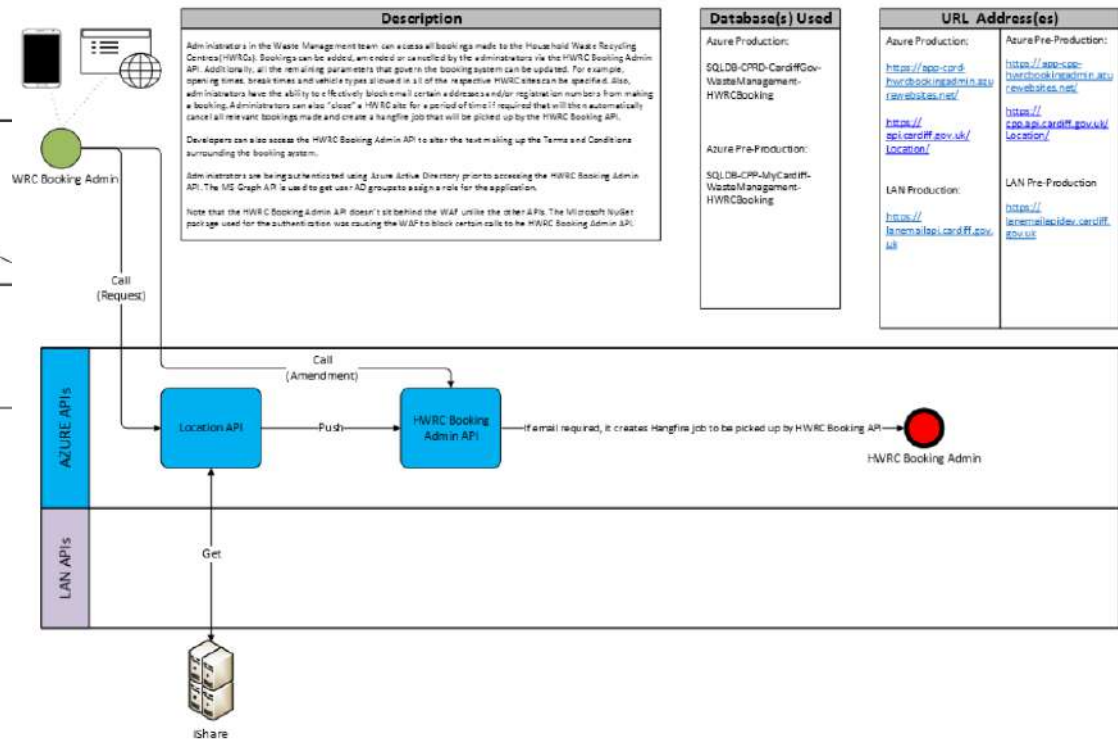 Description
Administrators in the Waste Management team can access all bookings made to the Household Waste Recycling
Centres (HWRCs). Bookings can be added, amended or cancelled by the administrators via the HWRC Booking Admin
API. Additionally, all the remaining parameters that govern the booking system can be updated. For example,
opening times, break times and vehicle types allowed in all of the respective HWRC sites can be specified. Also,
administrators have the ability to effectively block email certain addresses and/or registration numbers from making
a booking. Administrators can also "close" a HWRC site for a period of time if required that will then automatically
cancel all relevant bookings made and create a hangfire job that will be picked up by the HWRC Booking API.
Developers can also access the HWRC Booking Admin API to alter the text making up the Terms and Conditions
surrounding the booking system.
Administrators are being authenticated using Azure Active Directory prior to accessing the HWRC Booking Admin
API. The MS Graph API is used to get user AD groups to assign a role for the application.
Note that the HWRC Booking Admin API doesn't sit behind the WAF unlike the other APIs. The Microsoft NuGet
package used for the authentication was causing the WAF to block certain calls to he HWRC Booking Admin API.
Database(s) Used
Azure Production:
SQLDB-CPRD-CardiffGov-
WasteManagement-
HWRCBooking
Azure Pre-Production:
SQLDB-CPP-MyCardiff-
WasteManagement-
HWRCBooking
URL Address(es)
Azure Production:
https://app-cprd-
hwrcbookingadmin.azu
rewebsites.net/
https://
api.cardiff.gov.uk/
Location/
LAN Production:
https://
lanemailapi.cardiff.gov.
uk
Azure Pre-Production:
https://app-cpp-
hwrcbookingadmin.azu
rewebsites.net/
https://
cpp.api.cardiff.gov.uk/
Location/
LAN Pre-Production
https://
lanemailapidev.cardiff.
gov.uk
WRC Booking Admin
Call
(Request)
Call
(Amendment)
AZURE APIs
Location API
Push
HWRC Booking
Admin API
If email required, it creates Hangfire job to be picked up by HWRC Booking API
HWRC Booking Admin
LAN APIs
Get
iShare